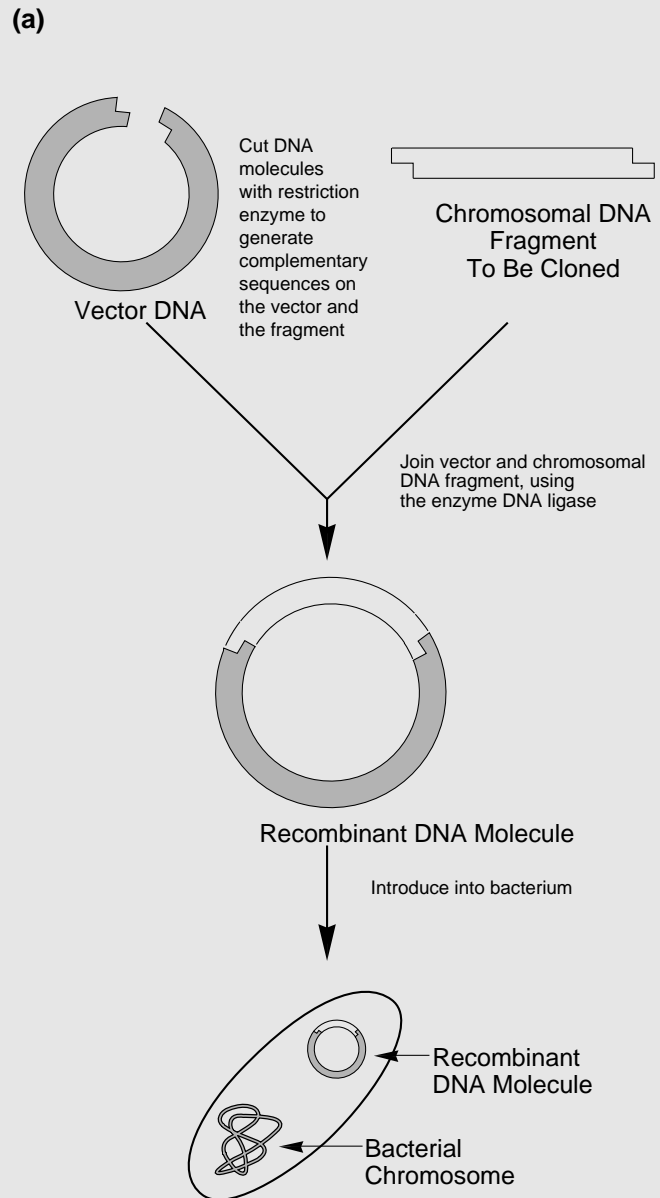 (a)
Cut DNA
molecules
with restriction
enzyme to
generate
complementary
sequences on
the vector and
the fragment
Chromosomal DNA
Fragment
To Be Cloned
Vector DNA
Join vector and chromosomal
DNA fragment, using
the enzyme DNA ligase
Recombinant DNA Molecule
Introduce into bacterium
Recombinant
DNA Molecule
Bacterial
Chromosome